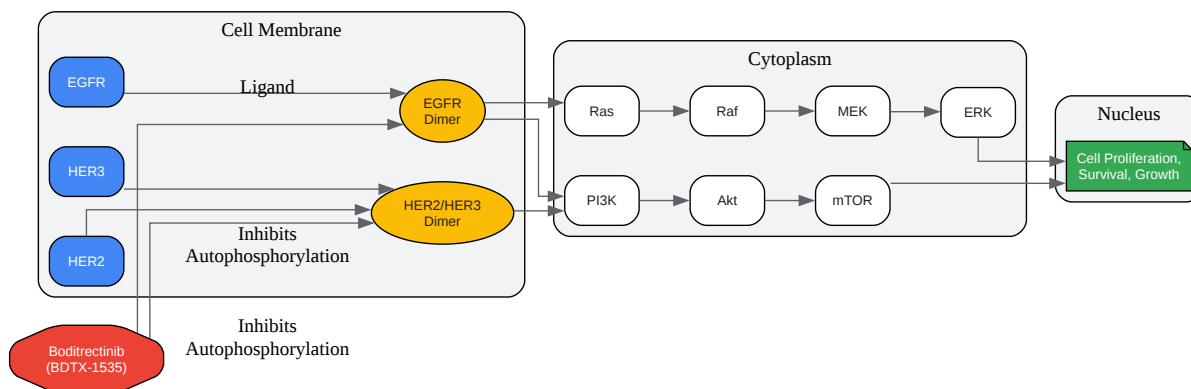 Cell Membrane
EGFR
Ligand
EGFR
Dimer
HER3
HER2/HER3
Dimer
Inhibits
Autophosphorylation
HER2
Inhibits
Autophosphorylation
Boditrectinib
(BDTX-1535)
Cytoplasm
Ras
Raf
MEK
ERK
PI3K
Akt
mTOR
Nucleus
Cell Proliferation,
Survival, Growth